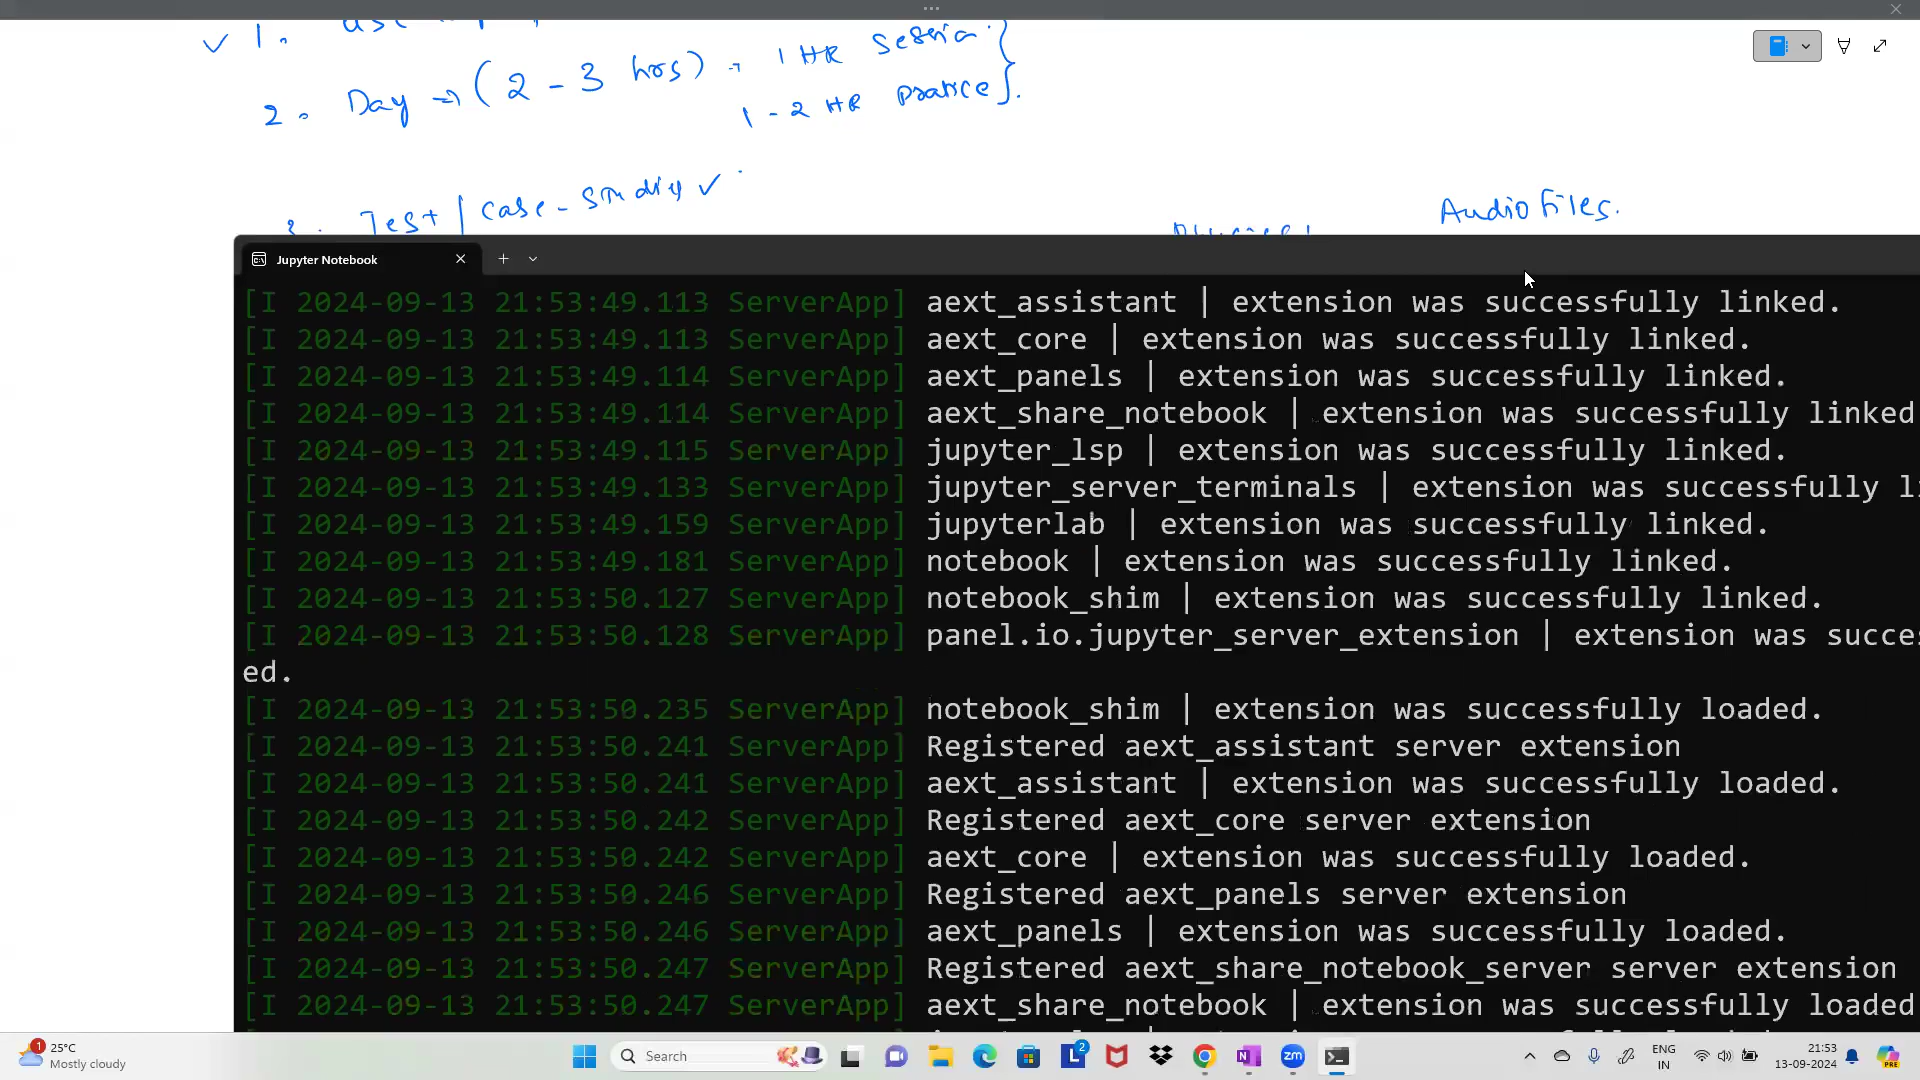 ✓ 1.
2. Day → (2 - 3 hrs) → 1 HR Session }
1 - 2 HR pratice }.
3. Test | Case - Studies ✓
Audio files.
Jupyter Notebook
[I 2024-09-13 21:53:49.113 ServerApp] aext_assistant | extension was successfully linked.
[I 2024-09-13 21:53:49.113 ServerApp] aext_core | extension was successfully linked.
[I 2024-09-13 21:53:49.114 ServerApp] aext_panels | extension was successfully linked.
[I 2024-09-13 21:53:49.114 ServerApp] aext_share_notebook | extension was successfully linked
[I 2024-09-13 21:53:49.115 ServerApp] jupyter_lsp | extension was successfully linked.
[I 2024-09-13 21:53:49.133 ServerApp] jupyter_server_terminals | extension was successfully li
[I 2024-09-13 21:53:49.159 ServerApp] jupyterlab | extension was successfully linked.
[I 2024-09-13 21:53:49.181 ServerApp] notebook | extension was successfully linked.
[I 2024-09-13 21:53:50.127 ServerApp] notebook_shim | extension was successfully linked.
[I 2024-09-13 21:53:50.128 ServerApp] panel.io.jupyter_server_extension | extension was succes
ed.
[I 2024-09-13 21:53:50.235 ServerApp] notebook_shim | extension was successfully loaded.
[I 2024-09-13 21:53:50.241 ServerApp] Registered aext_assistant server extension
[I 2024-09-13 21:53:50.241 ServerApp] aext_assistant | extension was successfully loaded.
[I 2024-09-13 21:53:50.242 ServerApp] Registered aext_core server extension
[I 2024-09-13 21:53:50.242 ServerApp] aext_core | extension was successfully loaded.
[I 2024-09-13 21:53:50.246 ServerApp] Registered aext_panels server extension
[I 2024-09-13 21:53:50.246 ServerApp] aext_panels | extension was successfully loaded.
[I 2024-09-13 21:53:50.247 ServerApp] Registered aext_share_notebook_server server extension
[I 2024-09-13 21:53:50.247 ServerApp] aext_share_notebook | extension was successfully loaded
1
25°C
Mostly cloudy
Search
2
zm
PRE
ENG
IN
21:53
13-09-2024